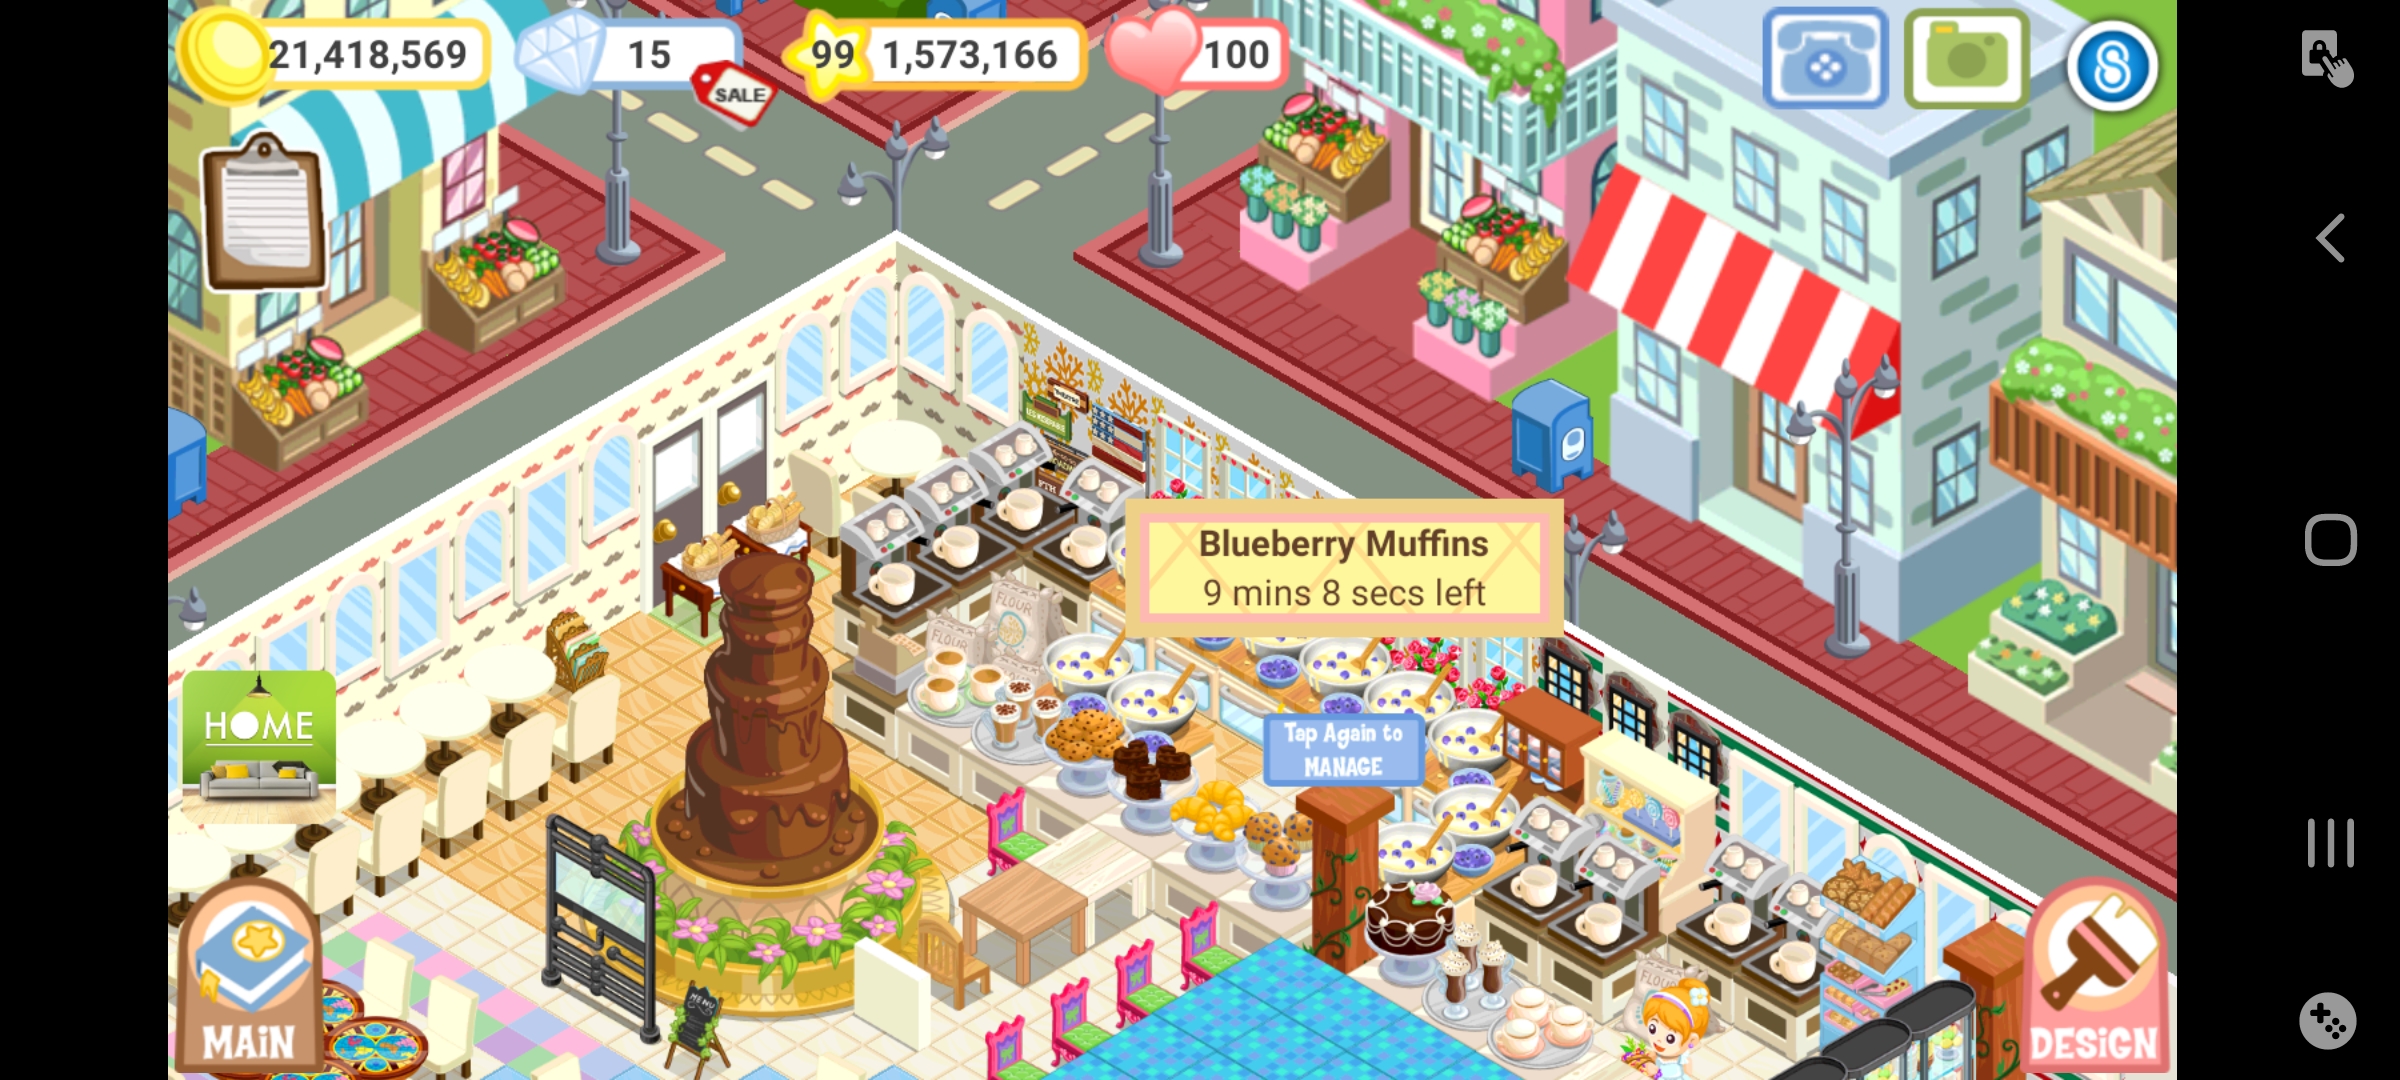 21,418,569
15
SALE
99
1,573,166
100
Blueberry Muffins
9 mins 8 secs left
FLOUR
FLOUR
HOME
Tap Again to
MANAGE
MENU
FLOUR
MAiN
DESiGN